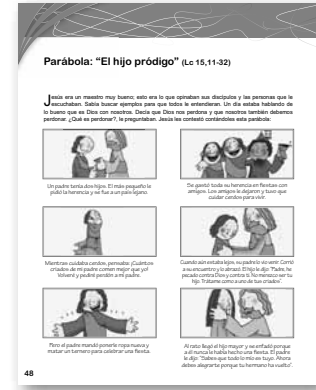 Parábola: "El hijo pródigo" (Lc 15,11-32)
Jesús era un maestro muy bueno; esto era lo que opinaban sus discípulos y las personas que le
escuchaban. Sabía buscar ejemplos para que todos le entendieran. Un día estaba hablando de
lo bueno que es Dios con nosotros. Decía que Dios nos perdona y que nosotros también debemos
perdonar. ¿Qué es perdonar?, le preguntaban. Jesús les contestó contándoles esta parábola:
Un padre tenía dos hijos. El más pequeño le
pidió la herencia y se fue a un país lejano.
Se gastó toda su herencia en fiestas con
amigos. Los amigos le dejaron y tuvo que
cuidar cerdos para vivir.
Mientras cuidaba cerdos, pensaba: ¡Cuántos
criados de mi padre comen mejor que yo!
Volveré y pediré perdón a mi padre.
Cuando aún estaba lejos, su padre lo vio venir. Corrió
a su encuentro y lo abrazó. El hijo le dijo: "Padre, he
pecado contra Dios y contra ti. No merezco ser tu
hijo. Trátame como a uno de tus criados".
Pero el padre mandó ponerle ropa nueva y
matar un ternero para celebrar una fiesta.
Al rato llegó el hijo mayor y se enfadó porque
a él nunca le había hecho una fiesta. El padre
le dijo: "Sabes que todo lo mío es tuyo. Ahora
debes alegrarte porque tu hermano ha vuelto".
48